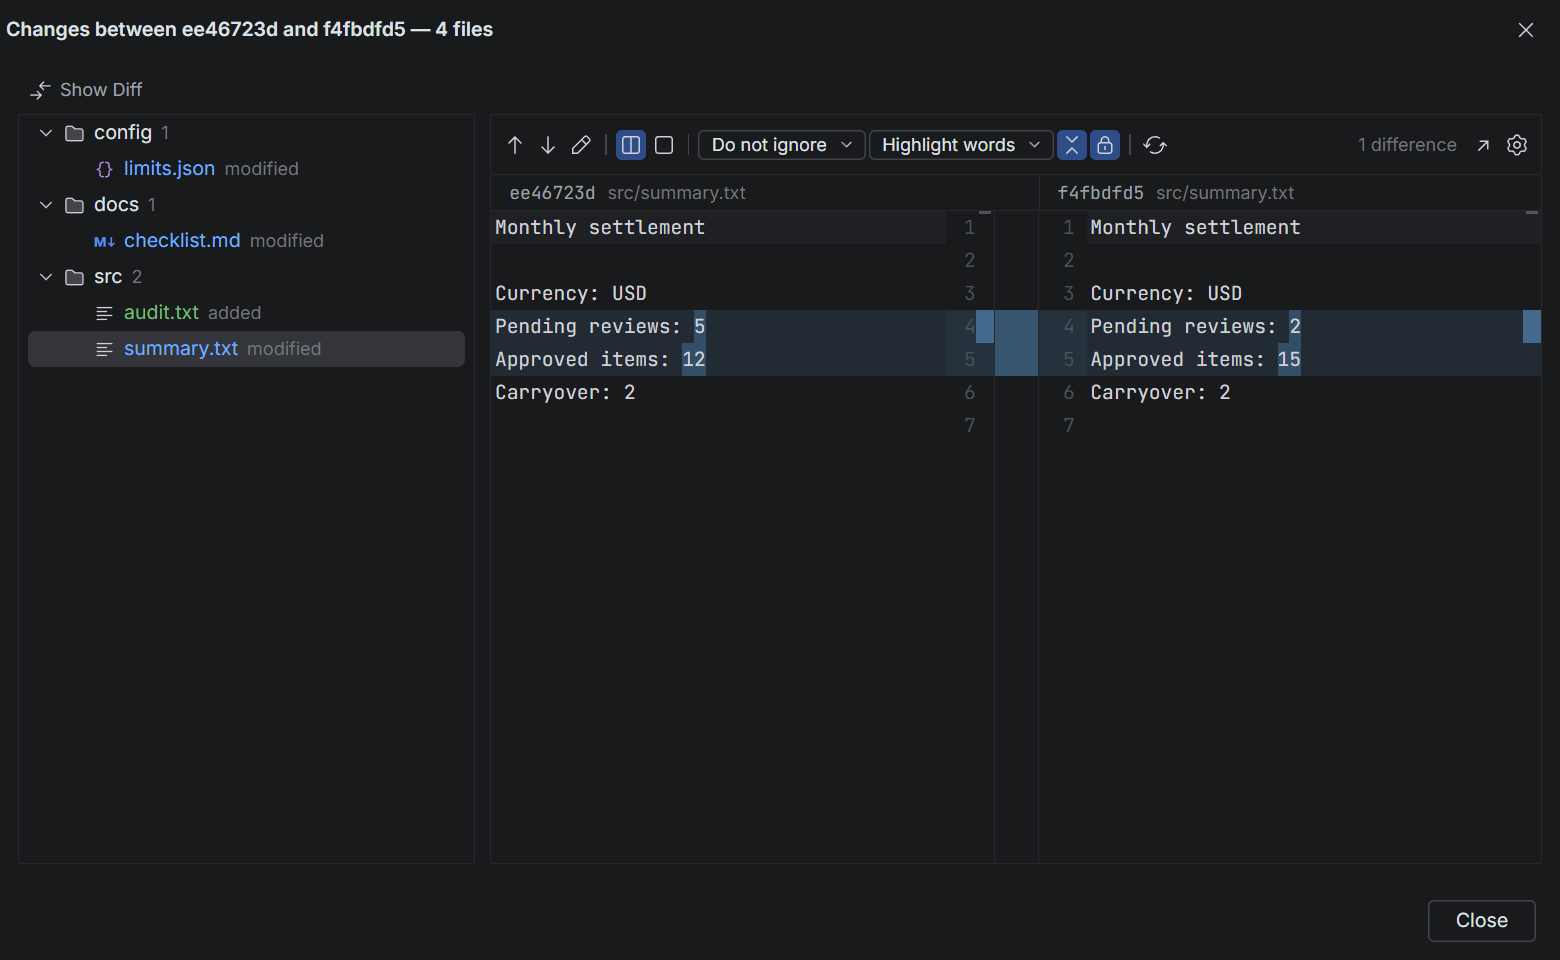 Changes between ee46723d and f4fbdfd5 — 4 files
Show Diff
config 1
limits.json modified
docs 1
checklist.md modified
src 2
audit.txt added
summary.txt modified
Do not ignore
Highlight words
1 difference
ee46723d src/summary.txt
Monthly settlement 1
2
Currency: USD 3
Pending reviews: 5 4
Approved items: 12 5
Carryover: 2 6
7
f4fbdfd5 src/summary.txt
1 Monthly settlement
2
3 Currency: USD
4 Pending reviews: 2
5 Approved items: 15
6 Carryover: 2
7
Close